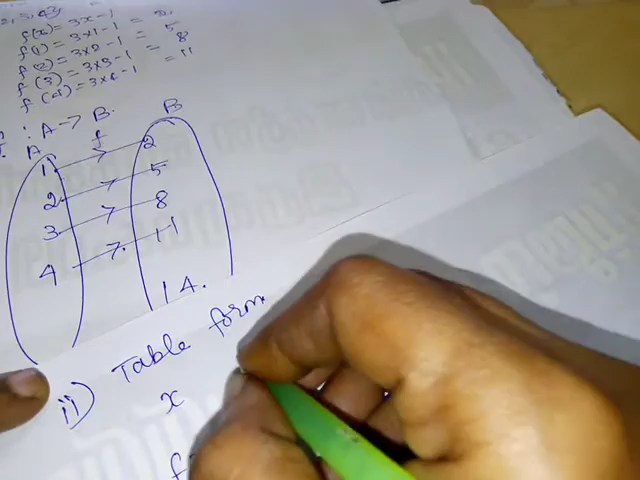 f(x) = 3x-1
f(1) = 3×1-1 = 2
f(2) = 3×2-1 = 5
f(3) = 3×3-1 = 8
f(4) = 3×4-1 = 11
f : A → B.
A f B
1 2
2 5
3 8
4 11
14.
ii) Table form
x
f